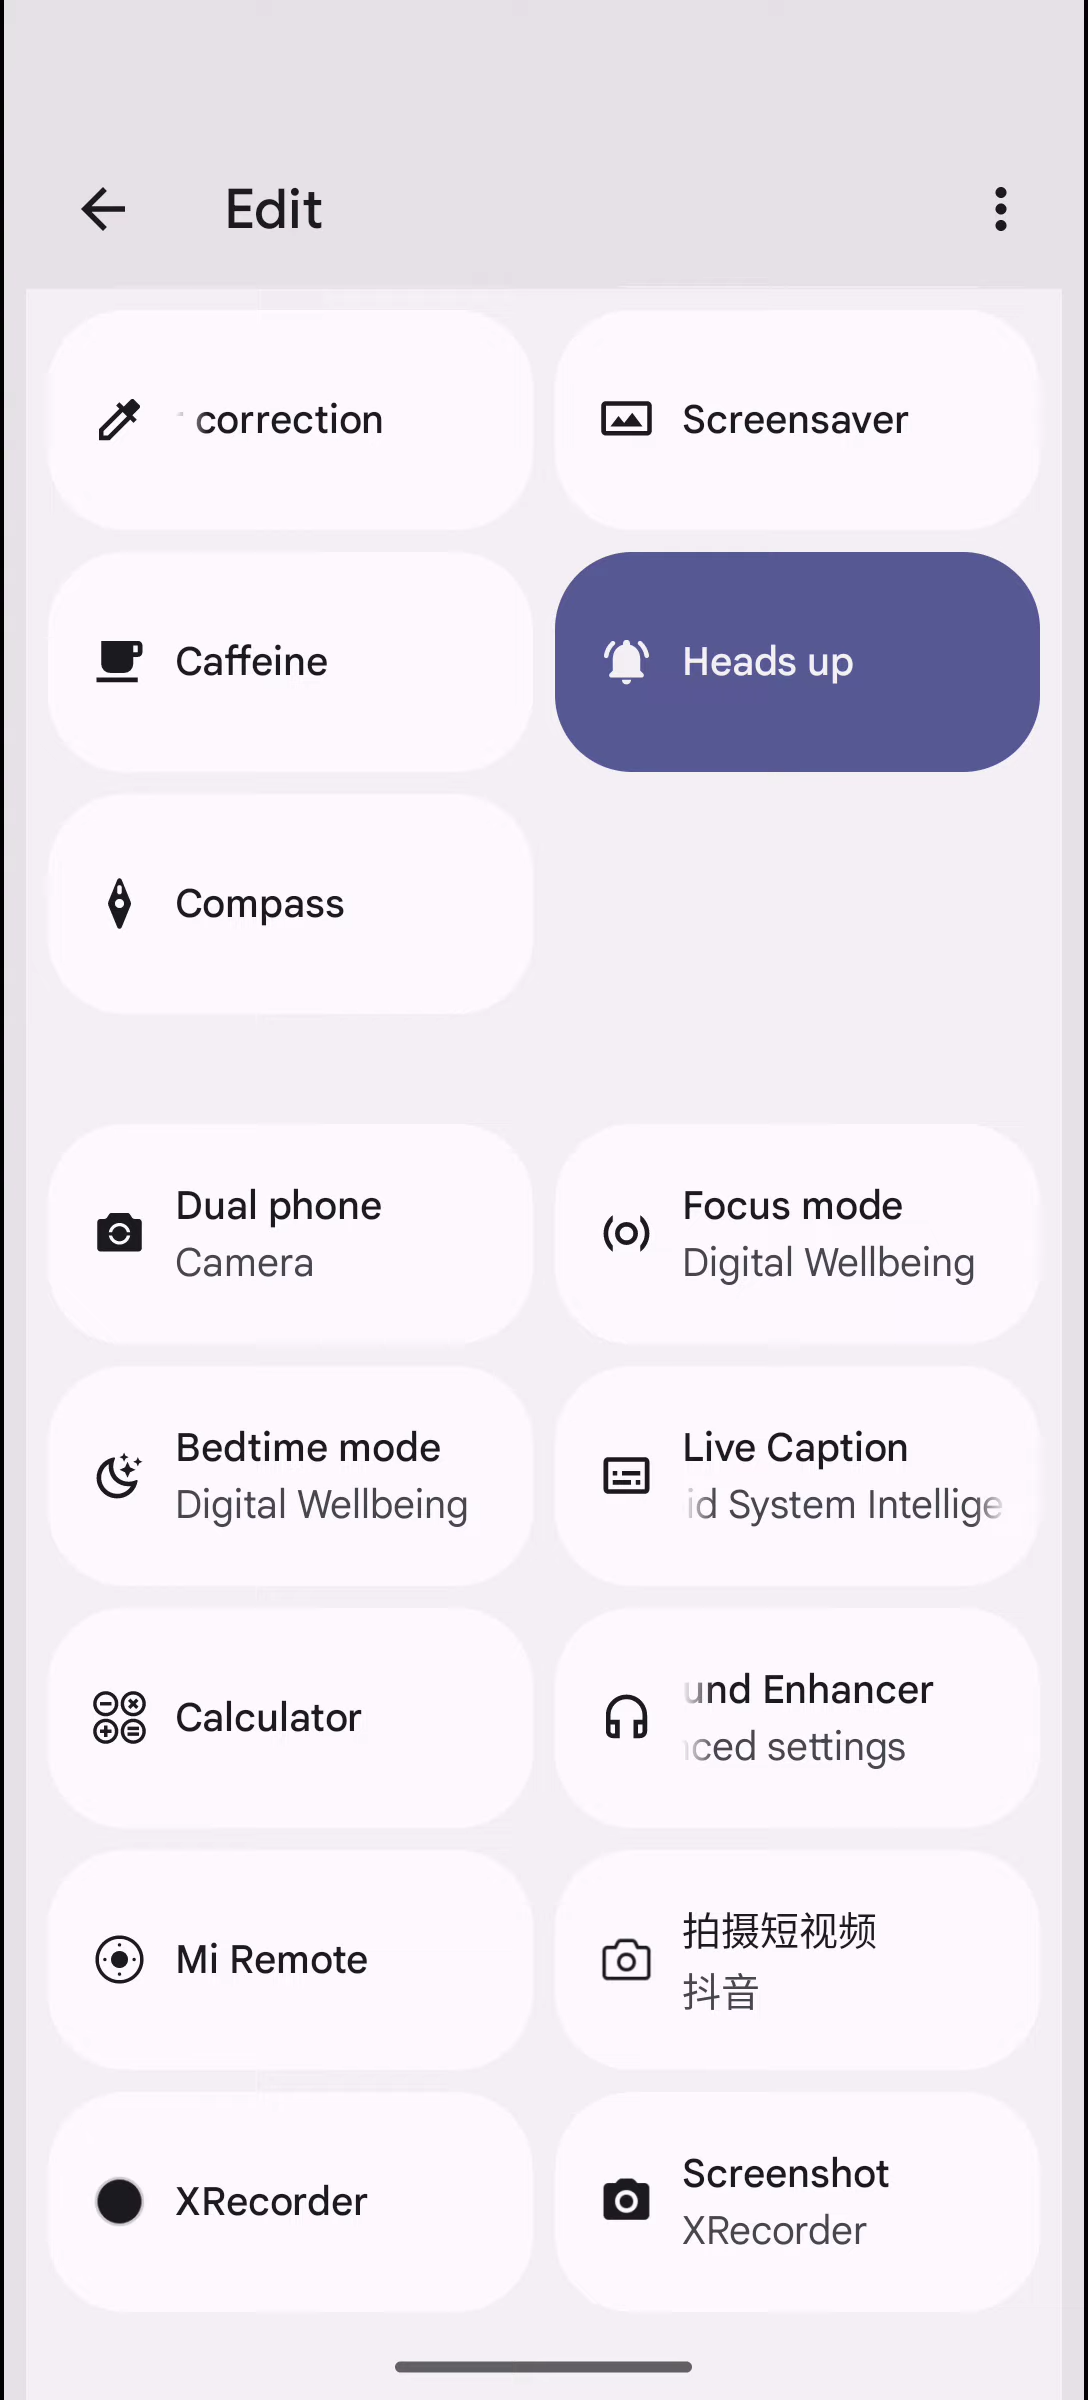 Edit
correction
Screensaver
Caffeine
Heads up
Compass
Dual phone
Camera
Focus mode
Digital Wellbeing
Bedtime mode
Digital Wellbeing
Live Caption
id System Intellige
Calculator
und Enhancer
ced settings
Mi Remote
拍摄短视频
抖音
XRecorder
Screenshot
XRecorder